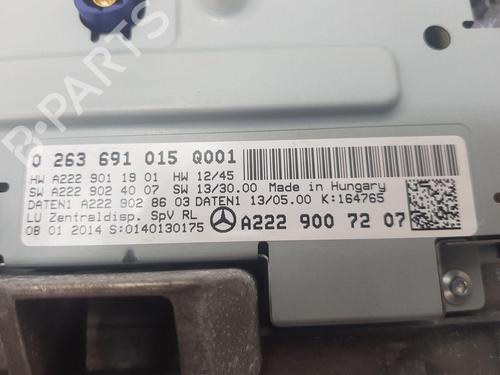 0 263 691 015 Q001
HW A222 901 19 01 HW 12/45
SW A222 902 40 07 SW 13/30.00 Made in Hungary
DATEN1 A222 902 86 03 DATEN1 13/05.00 K:164765
LU Zentraldisp. SpV RL
08 01 2014 S:0140130175 A222 900 72 07
B-PARTS